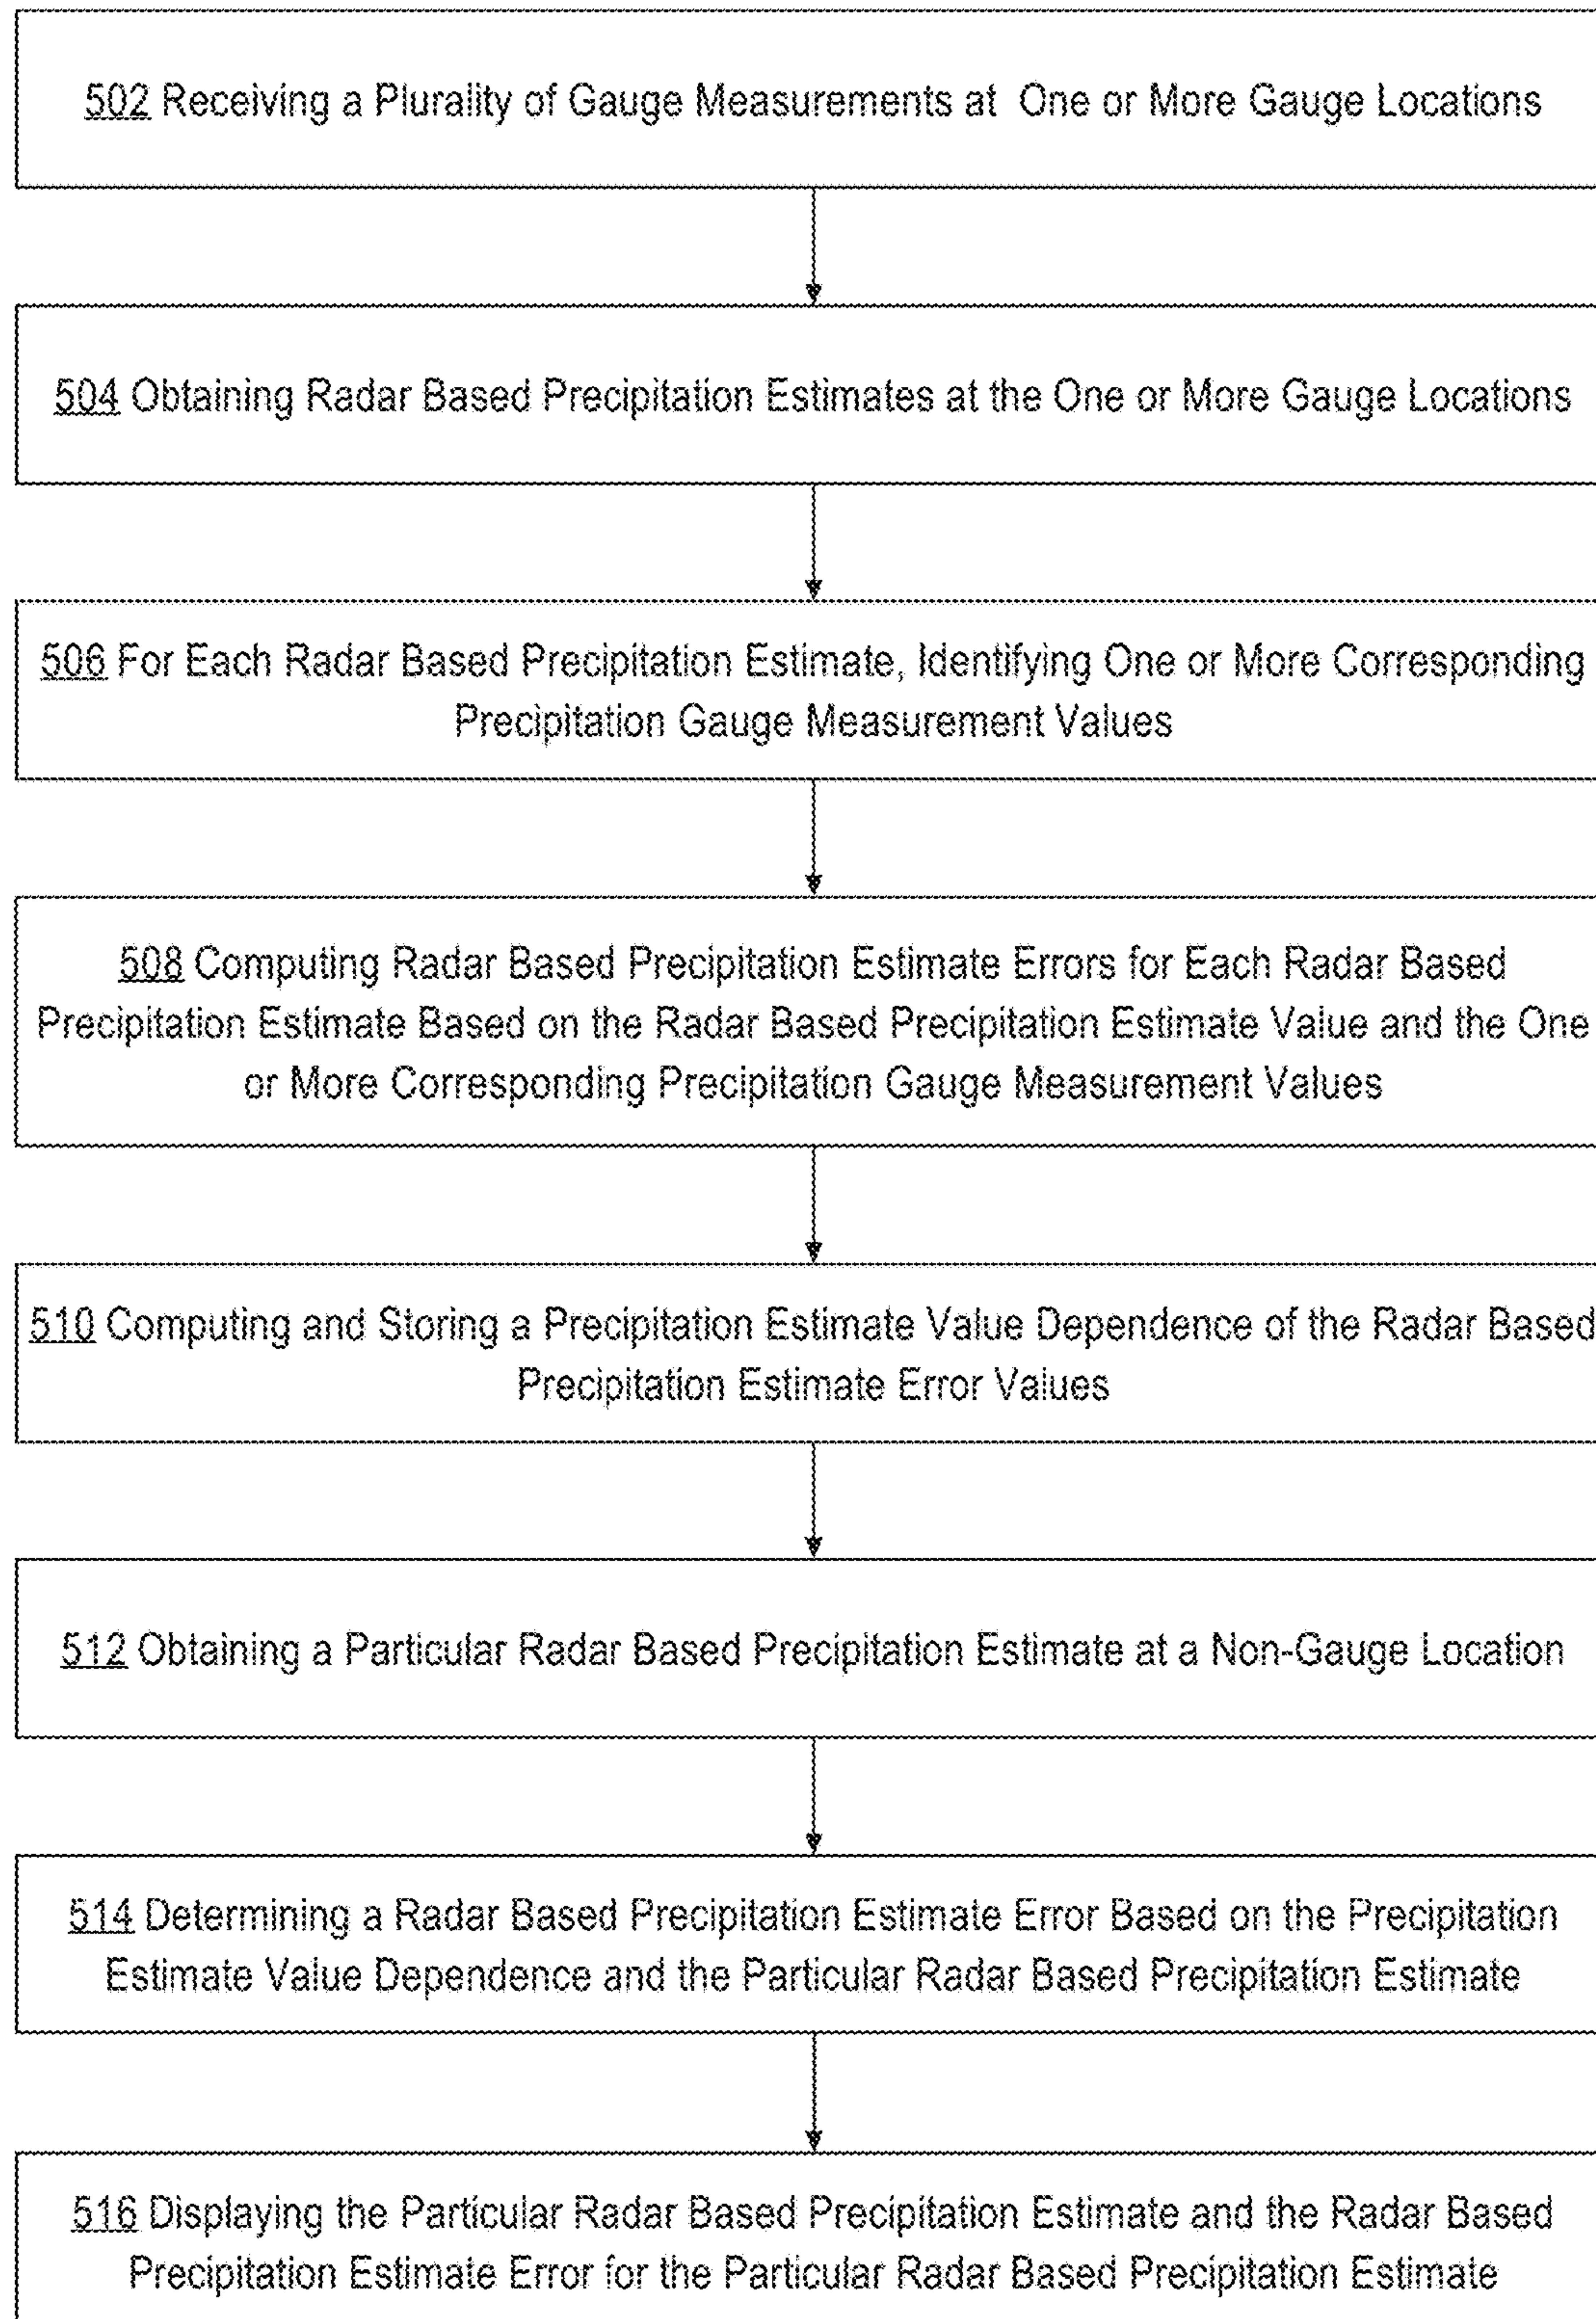 502 Receiving a Plurality of Gauge Measurements at One or More Gauge Locations
504 Obtaining Radar Based Precipitation Estimates at the One or More Gauge Locations
506 For Each Radar Based Precipitation Estimate, Identifying One or More Corresponding
Precipitation Gauge Measurement Values
508 Computing Radar Based Precipitation Estimate Errors for Each Radar Based
Precipitation Estimate Based on the Radar Based Precipitation Estimate Value and the One
or More Corresponding Precipitation Gauge Measurement Values
510 Computing and Storing a Precipitation Estimate Value Dependence of the Radar Based
Precipitation Estimate Error Values
512 Obtaining a Particular Radar Based Precipitation Estimate at a Non-Gauge Location
514 Determining a Radar Based Precipitation Estimate Error Based on the Precipitation
Estimate Value Dependence and the Particular Radar Based Precipitation Estimate
516 Displaying the Particular Radar Based Precipitation Estimate and the Radar Based
Precipitation Estimate Error for the Particular Radar Based Precipitation Estimate